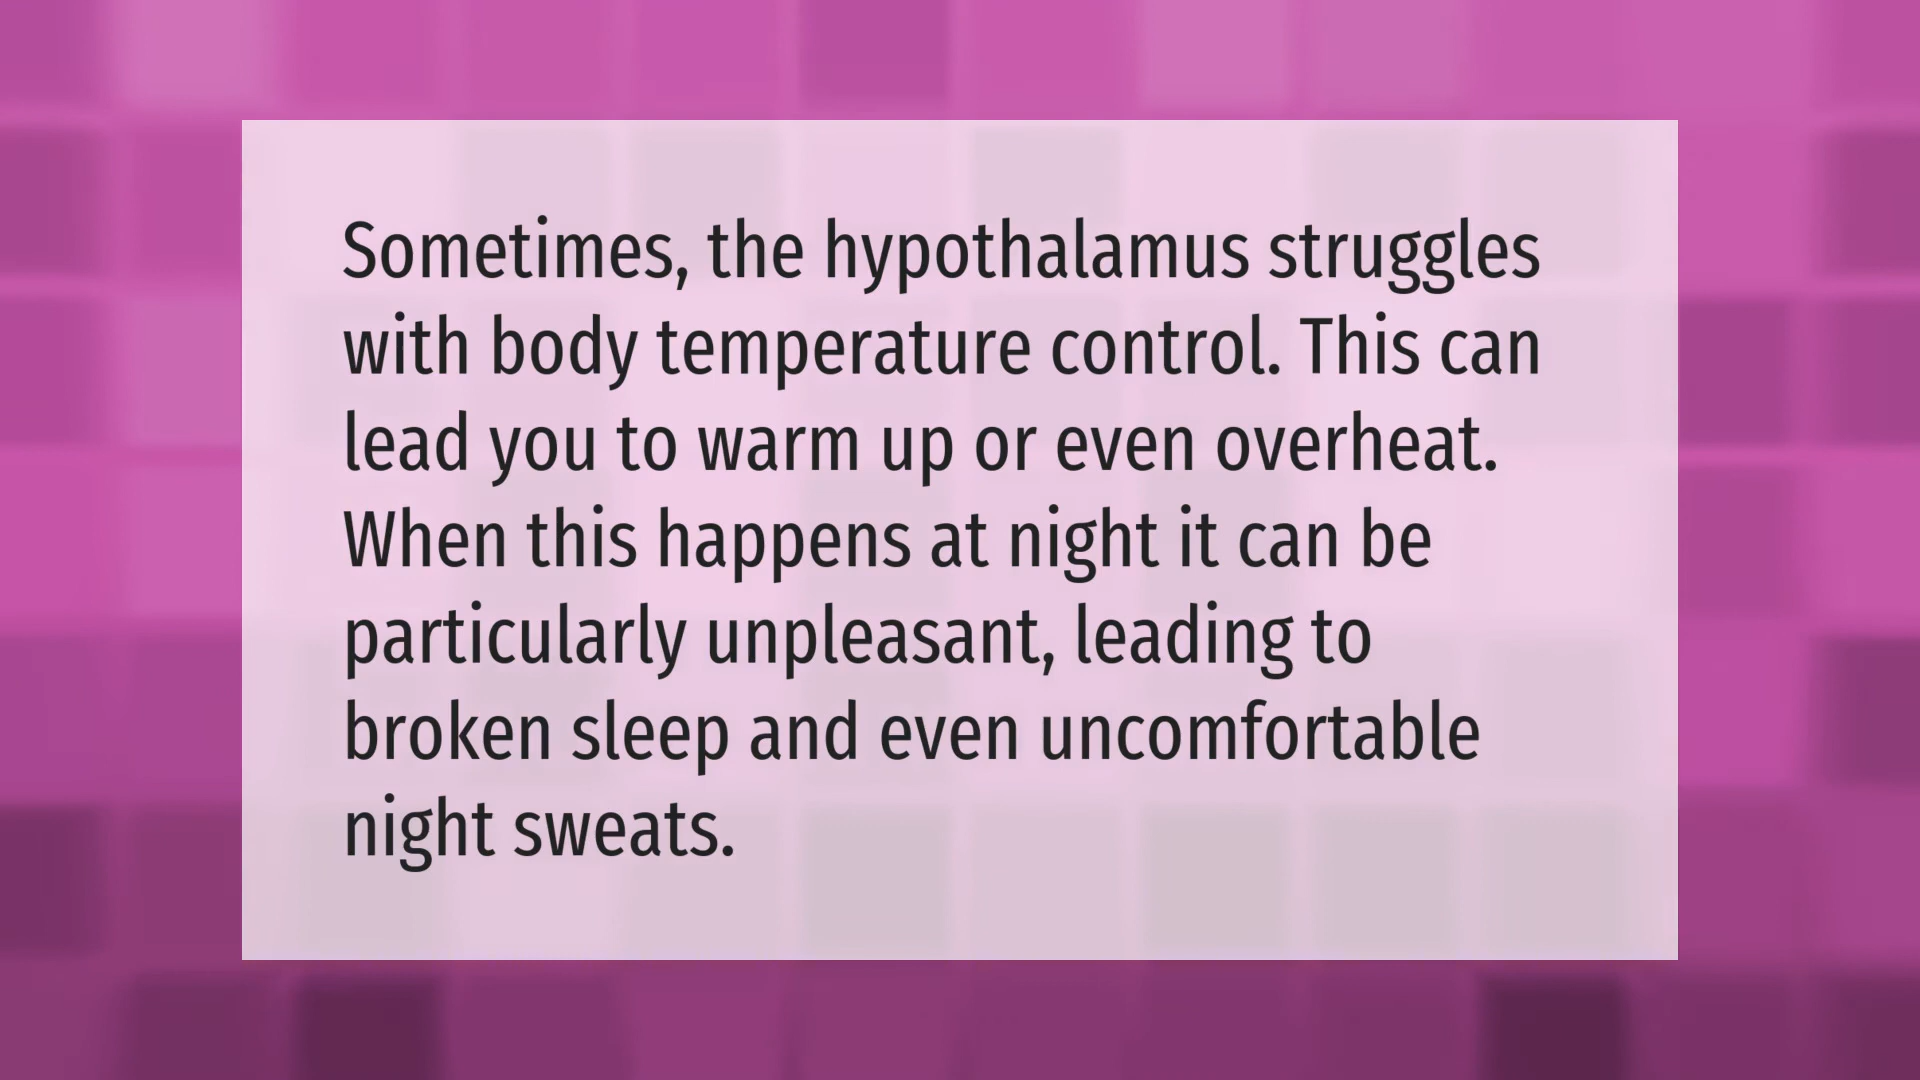 Sometimes, the hypothalamus struggles
with body temperature control. This can
lead you to warm up or even overheat.
When this happens at night it can be
particularly unpleasant, leading to
broken sleep and even uncomfortable
night sweats.